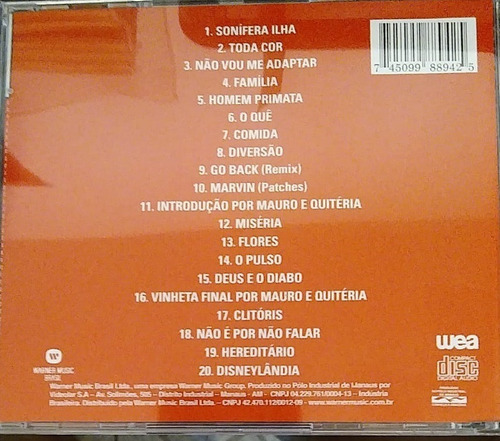 1. SONÍFERA ILHA
2. TODA COR
3. NÃO VOU ME ADAPTAR
4. FAMÍLIA
5. HOMEM PRIMATA
6. O QUÊ
7. COMIDA
8. DIVERSÃO
9. GO BACK (Remix)
10. MARVIN (Patches)
11. INTRODUÇÃO POR MAURO E QUITÉRIA
12. MISÉRIA
13. FLORES
14. O PULSO
15. DEUS E O DIABO
16. VINHETA FINAL POR MAURO E QUITÉRIA
17. CLITÓRIS
18. NÃO É POR NÃO FALAR
19. HEREDITÁRIO
20. DISNEYLÂNDIA
7 45099 88942 5
wea
COMPACT
disc
DIGITAL AUDIO
WARNER MUSIC
BRASIL
Warner Music Brasil Ltda., uma empresa Warner Music Group. Produzido no Pólo Industrial de Manaus por
Videolar S.A – Av. Solimões, 505 – Distrito Industrial – Manaus – AM – CNPJ 04.229.761/0004-13 – Indústria
Brasileira. Distribuído pela Warner Music Brasil Ltda. – CNPJ 42.470.112/0012-09 - www.warnermusic.com.br